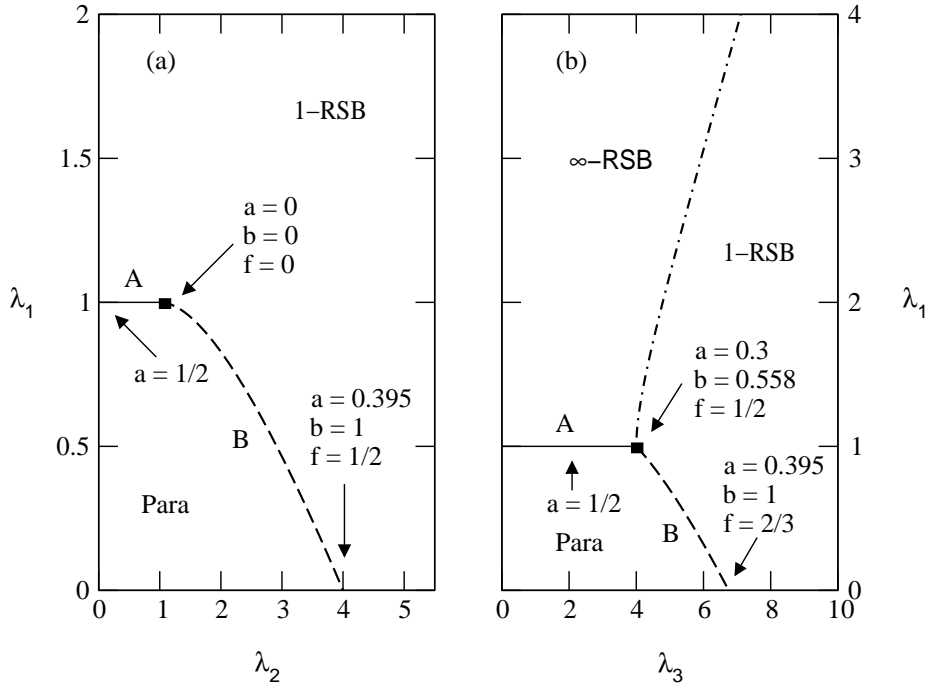 2
(a)
1−RSB
1.5
a = 0
b = 0
f = 0
A
1
λ1
a = 1/2
a = 0.395
b = 1
f = 1/2
B
0.5
Para
0
0 1 2 3 4 5
λ2
4
(b)
∞−RSB
3
1−RSB
2
λ1
a = 0.3
b = 0.558
f = 1/2
A
1
a = 1/2
a = 0.395
b = 1
f = 2/3
B
Para
0
0 2 4 6 8 10
λ3